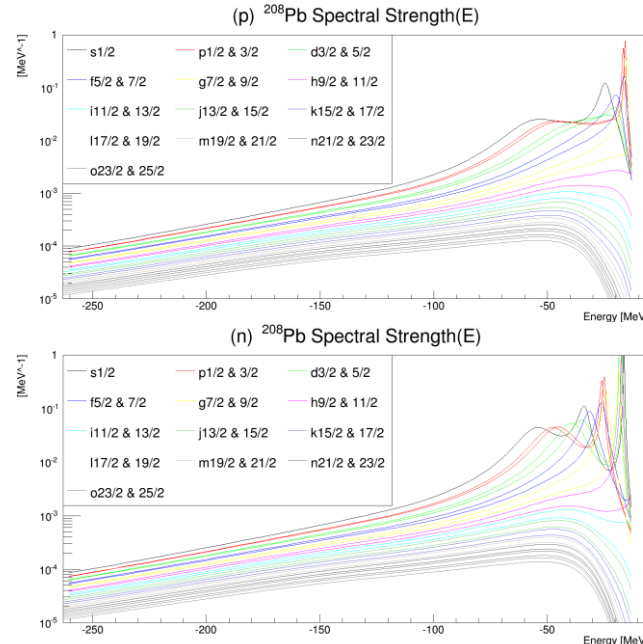 (p) ²⁰⁸Pb Spectral Strength(E)
[MeV^-1]
1
s1/2 p1/2 & 3/2 d3/2 & 5/2
f5/2 & 7/2 g7/2 & 9/2 h9/2 & 11/2
10⁻¹
i11/2 & 13/2 j13/2 & 15/2 k15/2 & 17/2
10⁻²
l17/2 & 19/2 m19/2 & 21/2 n21/2 & 23/2
o23/2 & 25/2
10⁻³
10⁻⁴
10⁻⁵
-250 -200 -150 -100 -50
Energy [MeV
(n) ²⁰⁸Pb Spectral Strength(E)
[MeV^-1]
1
s1/2 p1/2 & 3/2 d3/2 & 5/2
f5/2 & 7/2 g7/2 & 9/2 h9/2 & 11/2
10⁻¹
i11/2 & 13/2 j13/2 & 15/2 k15/2 & 17/2
10⁻²
l17/2 & 19/2 m19/2 & 21/2 n21/2 & 23/2
o23/2 & 25/2
10⁻³
10⁻⁴
10⁻⁵
-250 -200 -150 -100 -50
Energy [MeV